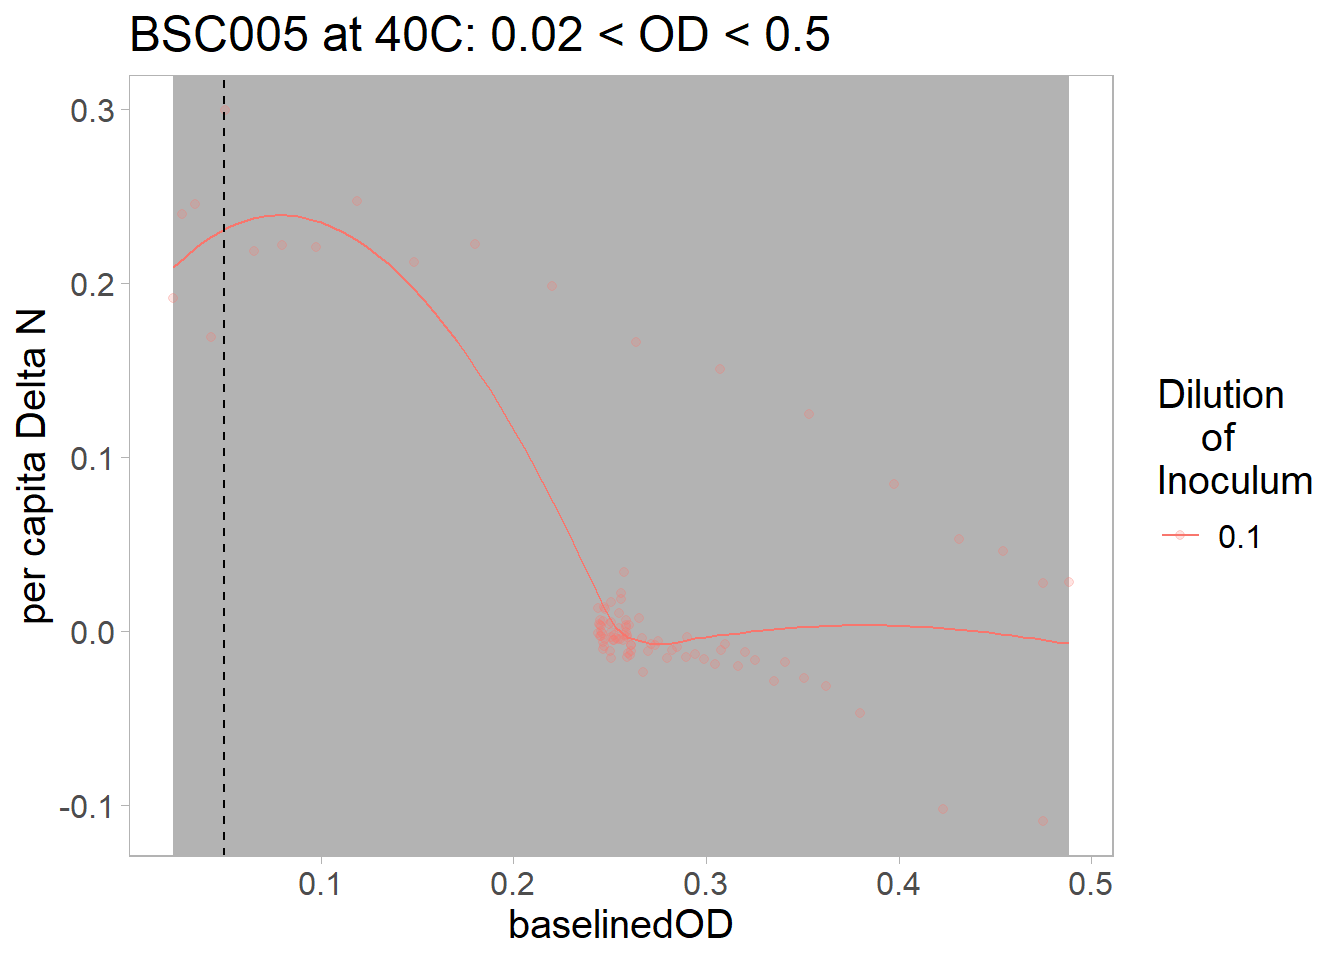 BSC005 at 40C: 0.02 < OD < 0.5
per capita Delta N
0.3
0.2
0.1
0.0
-0.1
0.1
0.2
0.3
0.4
0.5
baselinedOD
Dilution
of
Inoculum
0.1